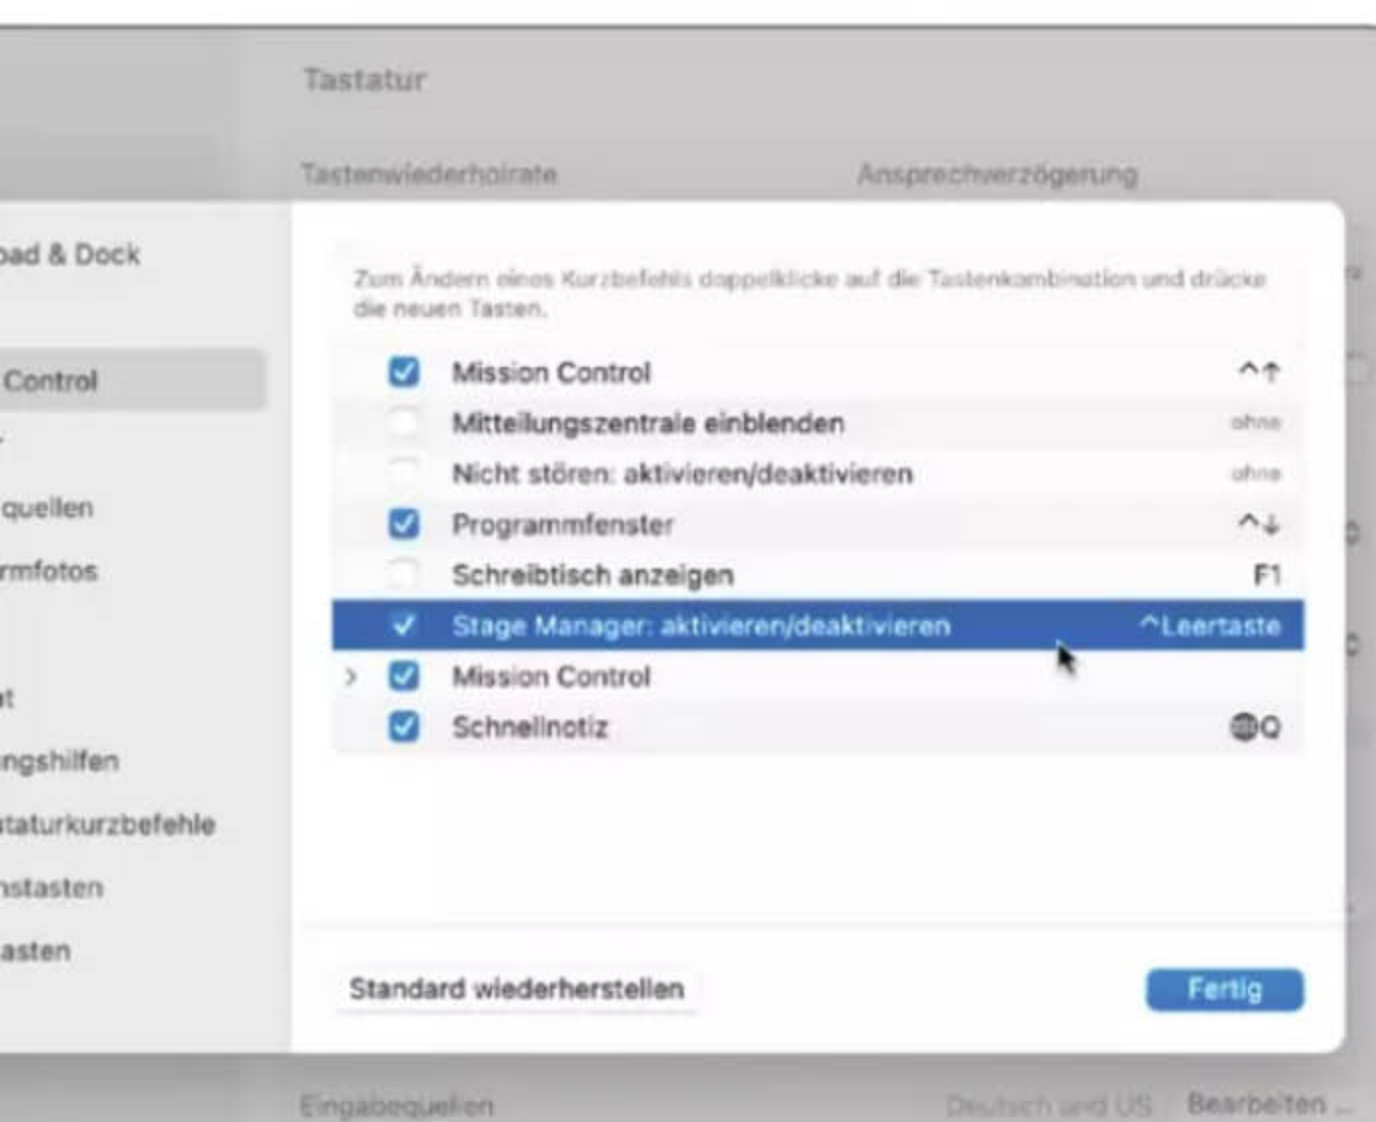 Tastatur
Tastenwiederholrate
Ansprechverzögerung
oad & Dock
Control
quellen
rmfotos
t
ngshilfen
staturkurzbefehle
nstasten
asten
Zum Ändern eines Kurzbefehls doppelklicke auf die Tastenkombination und drücke
die neuen Tasten.
Mission Control ^↑
Mitteilungszentrale einblenden ohne
Nicht stören: aktivieren/deaktivieren ohne
Programmfenster ^↓
Schreibtisch anzeigen F1
Stage Manager: aktivieren/deaktivieren ^Leertaste
Mission Control
Schnellnotiz 🌐Q
Standard wiederherstellen
Fertig
Eingabequellen
Deutsch und US
Bearbeiten ...